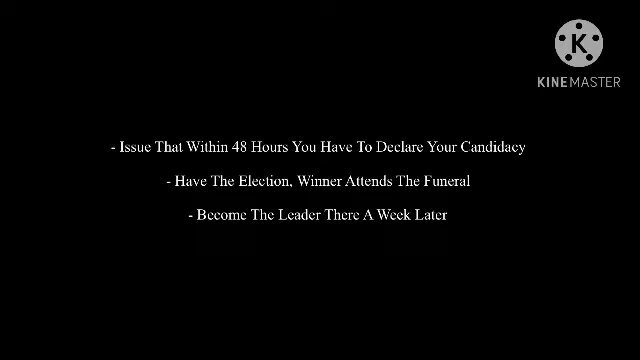 KINEMASTER
- Issue That Within 48 Hours You Have To Declare Your Candidacy
- Have The Election, Winner Attends The Funeral
- Become The Leader There A Week Later